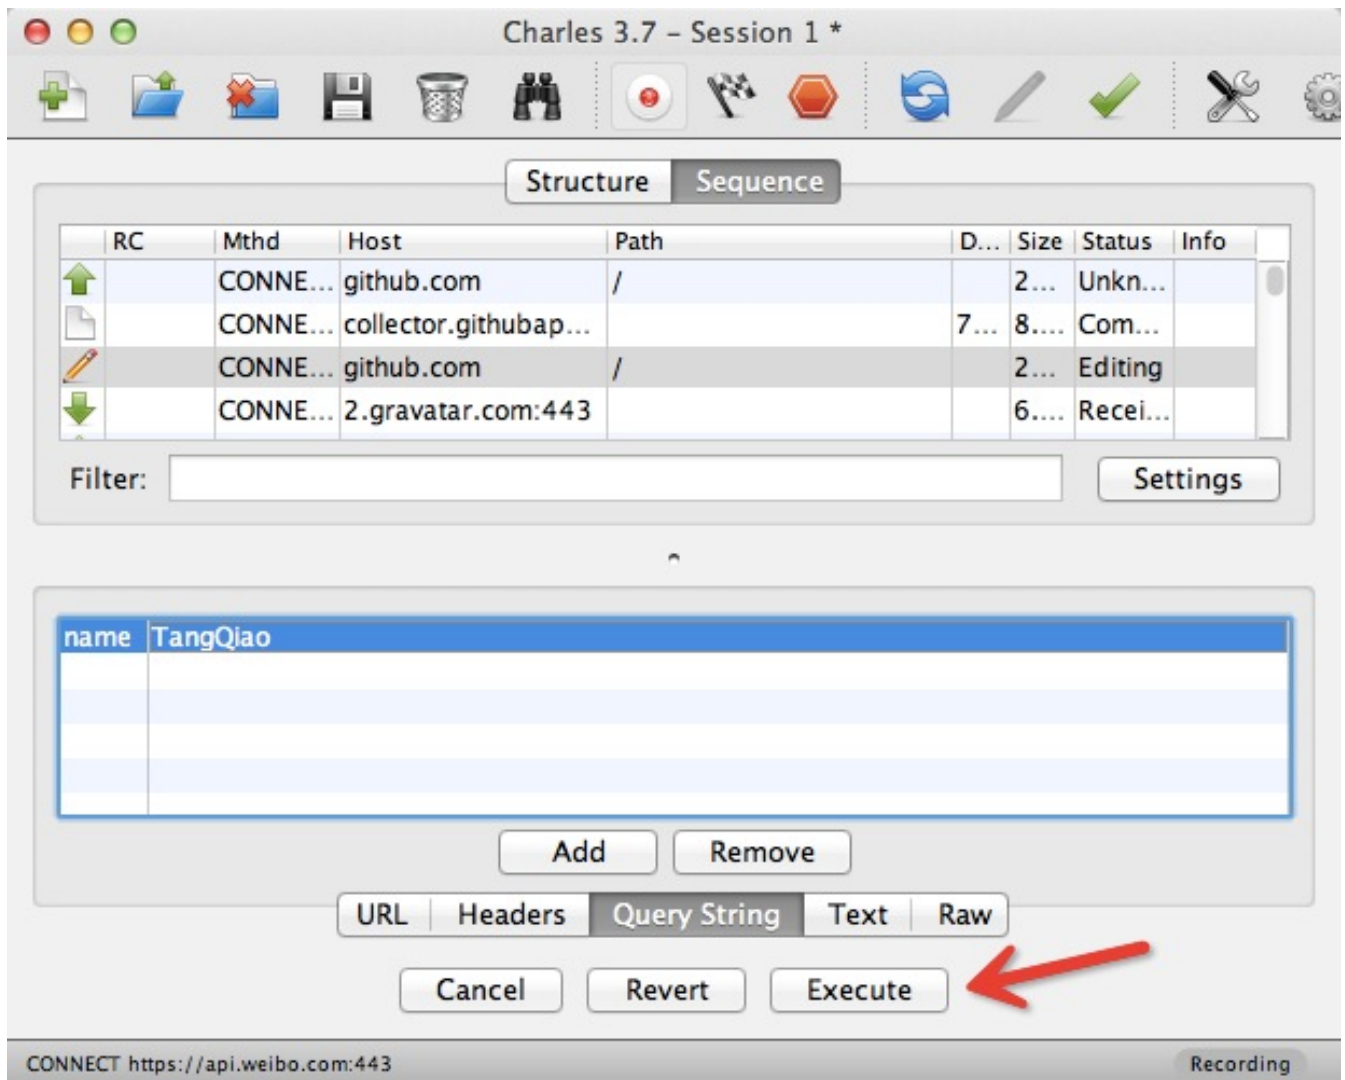 Charles 3.7 – Session 1 *
Structure Sequence
RC Mthd Host Path D... Size Status Info
CONNE... github.com / 2... Unkn...
CONNE... collector.githubap... 7... 8.... Com...
CONNE... github.com / 2... Editing
CONNE... 2.gravatar.com:443 6.... Recei...
Filter: Settings
name TangQiao
Add Remove
URL Headers Query String Text Raw
Cancel Revert Execute
CONNECT https://api.weibo.com:443 Recording